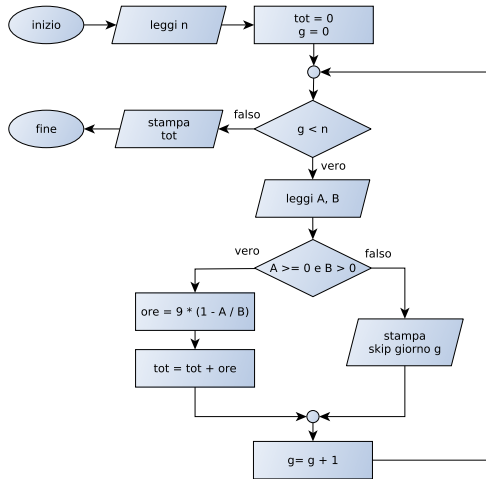 inizio
leggi n
tot = 0
g = 0
g < n
falso
stampa
tot
fine
vero
leggi A, B
A >= 0 e B > 0
vero
falso
ore = 9 * (1 - A / B)
tot = tot + ore
stampa
skip giorno g
g= g + 1